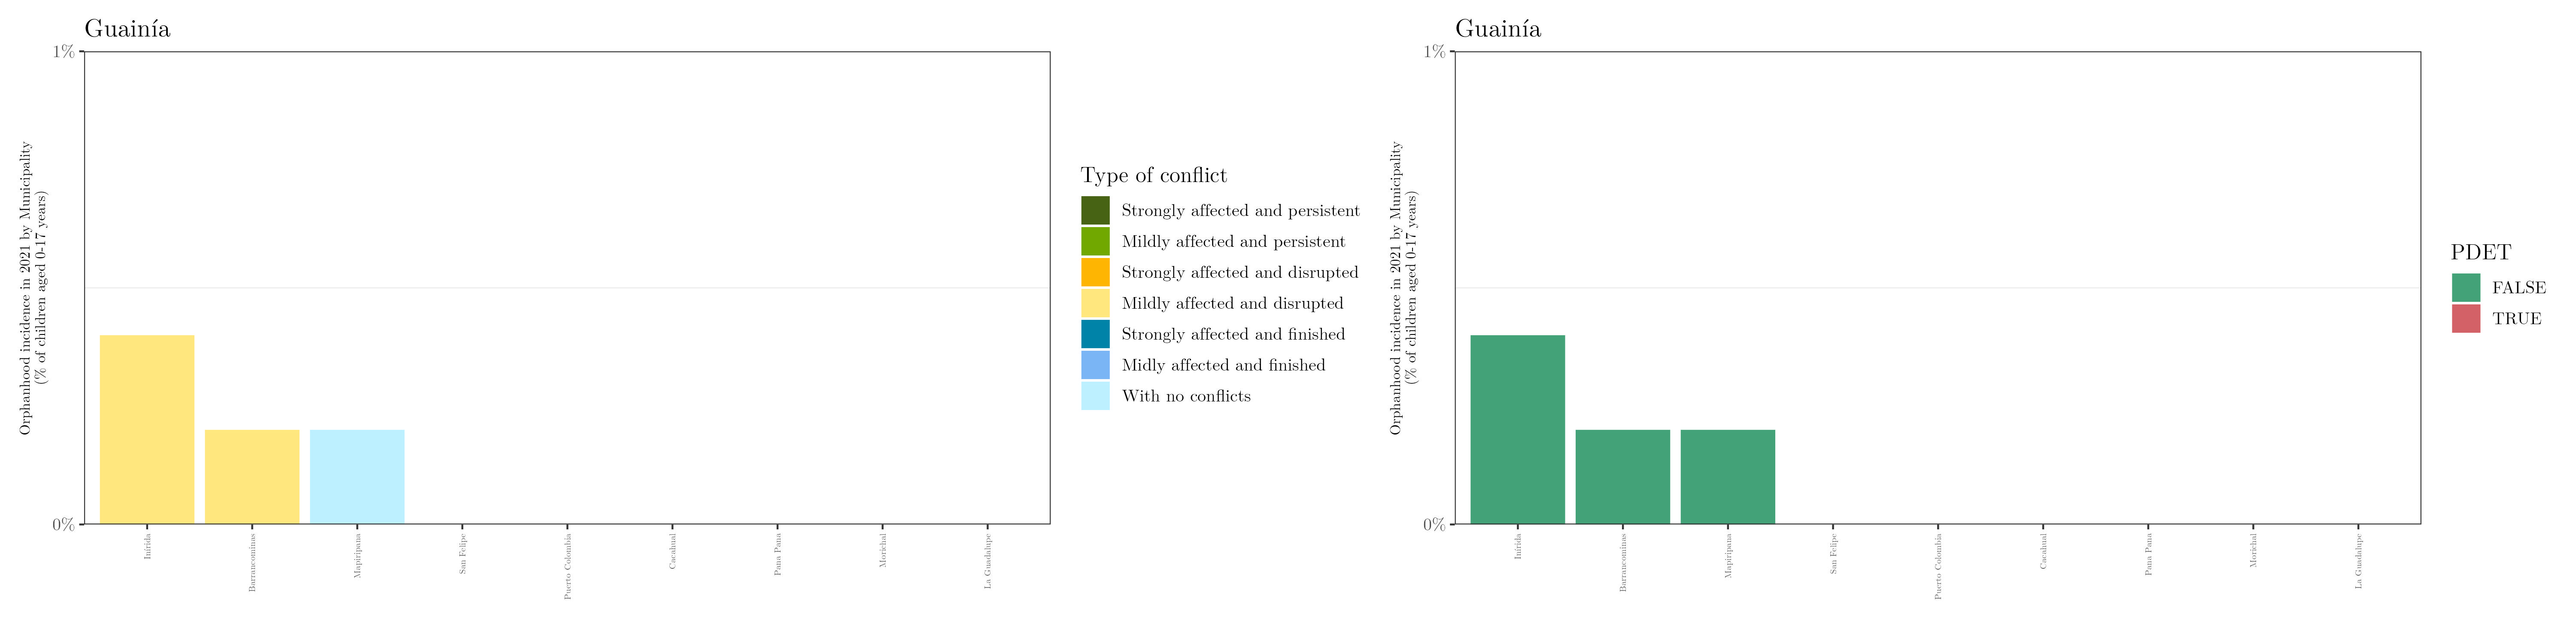 Guainía
1%
0%
Orphanhood incidence in 2021 by Municipality
(% of children aged 0-17 years)
Inírida
Barrancominas
Mapiripana
San Felipe
Puerto Colombia
Cacahual
Pana Pana
Morichal
La Guadalupe
Type of conflict
Strongly affected and persistent
Mildly affected and persistent
Strongly affected and disrupted
Mildly affected and disrupted
Strongly affected and finished
Midly affected and finished
With no conflicts
Guainía
1%
0%
Orphanhood incidence in 2021 by Municipality
(% of children aged 0-17 years)
Inírida
Barrancominas
Mapiripana
San Felipe
Puerto Colombia
Cacahual
Pana Pana
Morichal
La Guadalupe
PDET
FALSE
TRUE